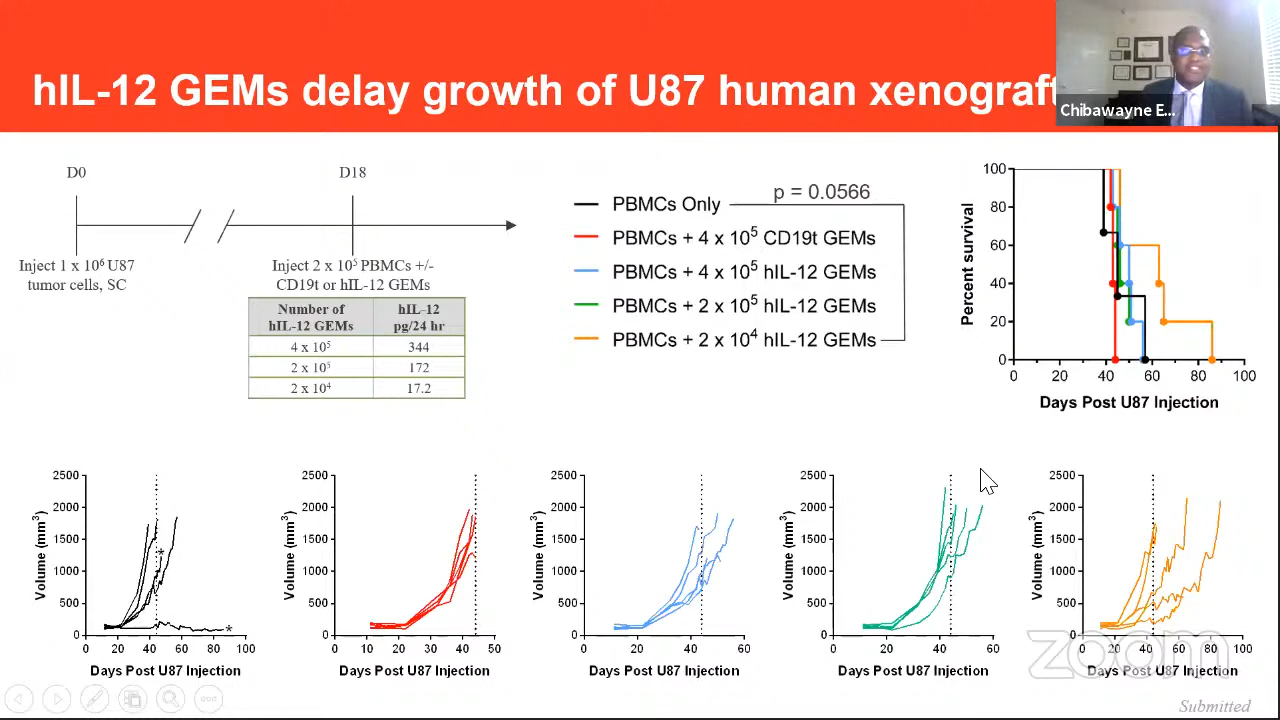 hIL-12 GEMs delay growth of U87 human xenograft
Chibawayne E...
D0
D18
Inject 1 x 10⁶ U87
tumor cells, SC
Inject 2 x 10⁵ PBMCs +/-
CD19t or hIL-12 GEMs
Number of hIL-12 GEMs
hIL-12 pg/24 hr
4 x 10⁵ 344
2 x 10⁵ 172
2 x 10⁴ 17.2
p = 0.0566
PBMCs Only
PBMCs + 4 x 10⁵ CD19t GEMs
PBMCs + 4 x 10⁵ hIL-12 GEMs
PBMCs + 2 x 10⁵ hIL-12 GEMs
PBMCs + 2 x 10⁴ hIL-12 GEMs
Percent survival
100
80
60
40
20
0
0 20 40 60 80 100
Days Post U87 Injection
Volume (mm³)
2500
2000
1500
1000
500
0
*
*
0 20 40 60 80 100
Days Post U87 Injection
Volume (mm³)
2500
2000
1500
1000
500
0
0 10 20 30 40 50
Days Post U87 Injection
Volume (mm³)
2500
2000
1500
1000
500
0
0 20 40 60
Days Post U87 Injection
Volume (mm³)
2500
2000
1500
1000
500
0
0 20 40 60
Days Post U87 Injection
Volume (mm³)
2500
2000
1500
1000
500
0
0 20 40 60 80 100
Days Post U87 Injection
zoom
Submitted